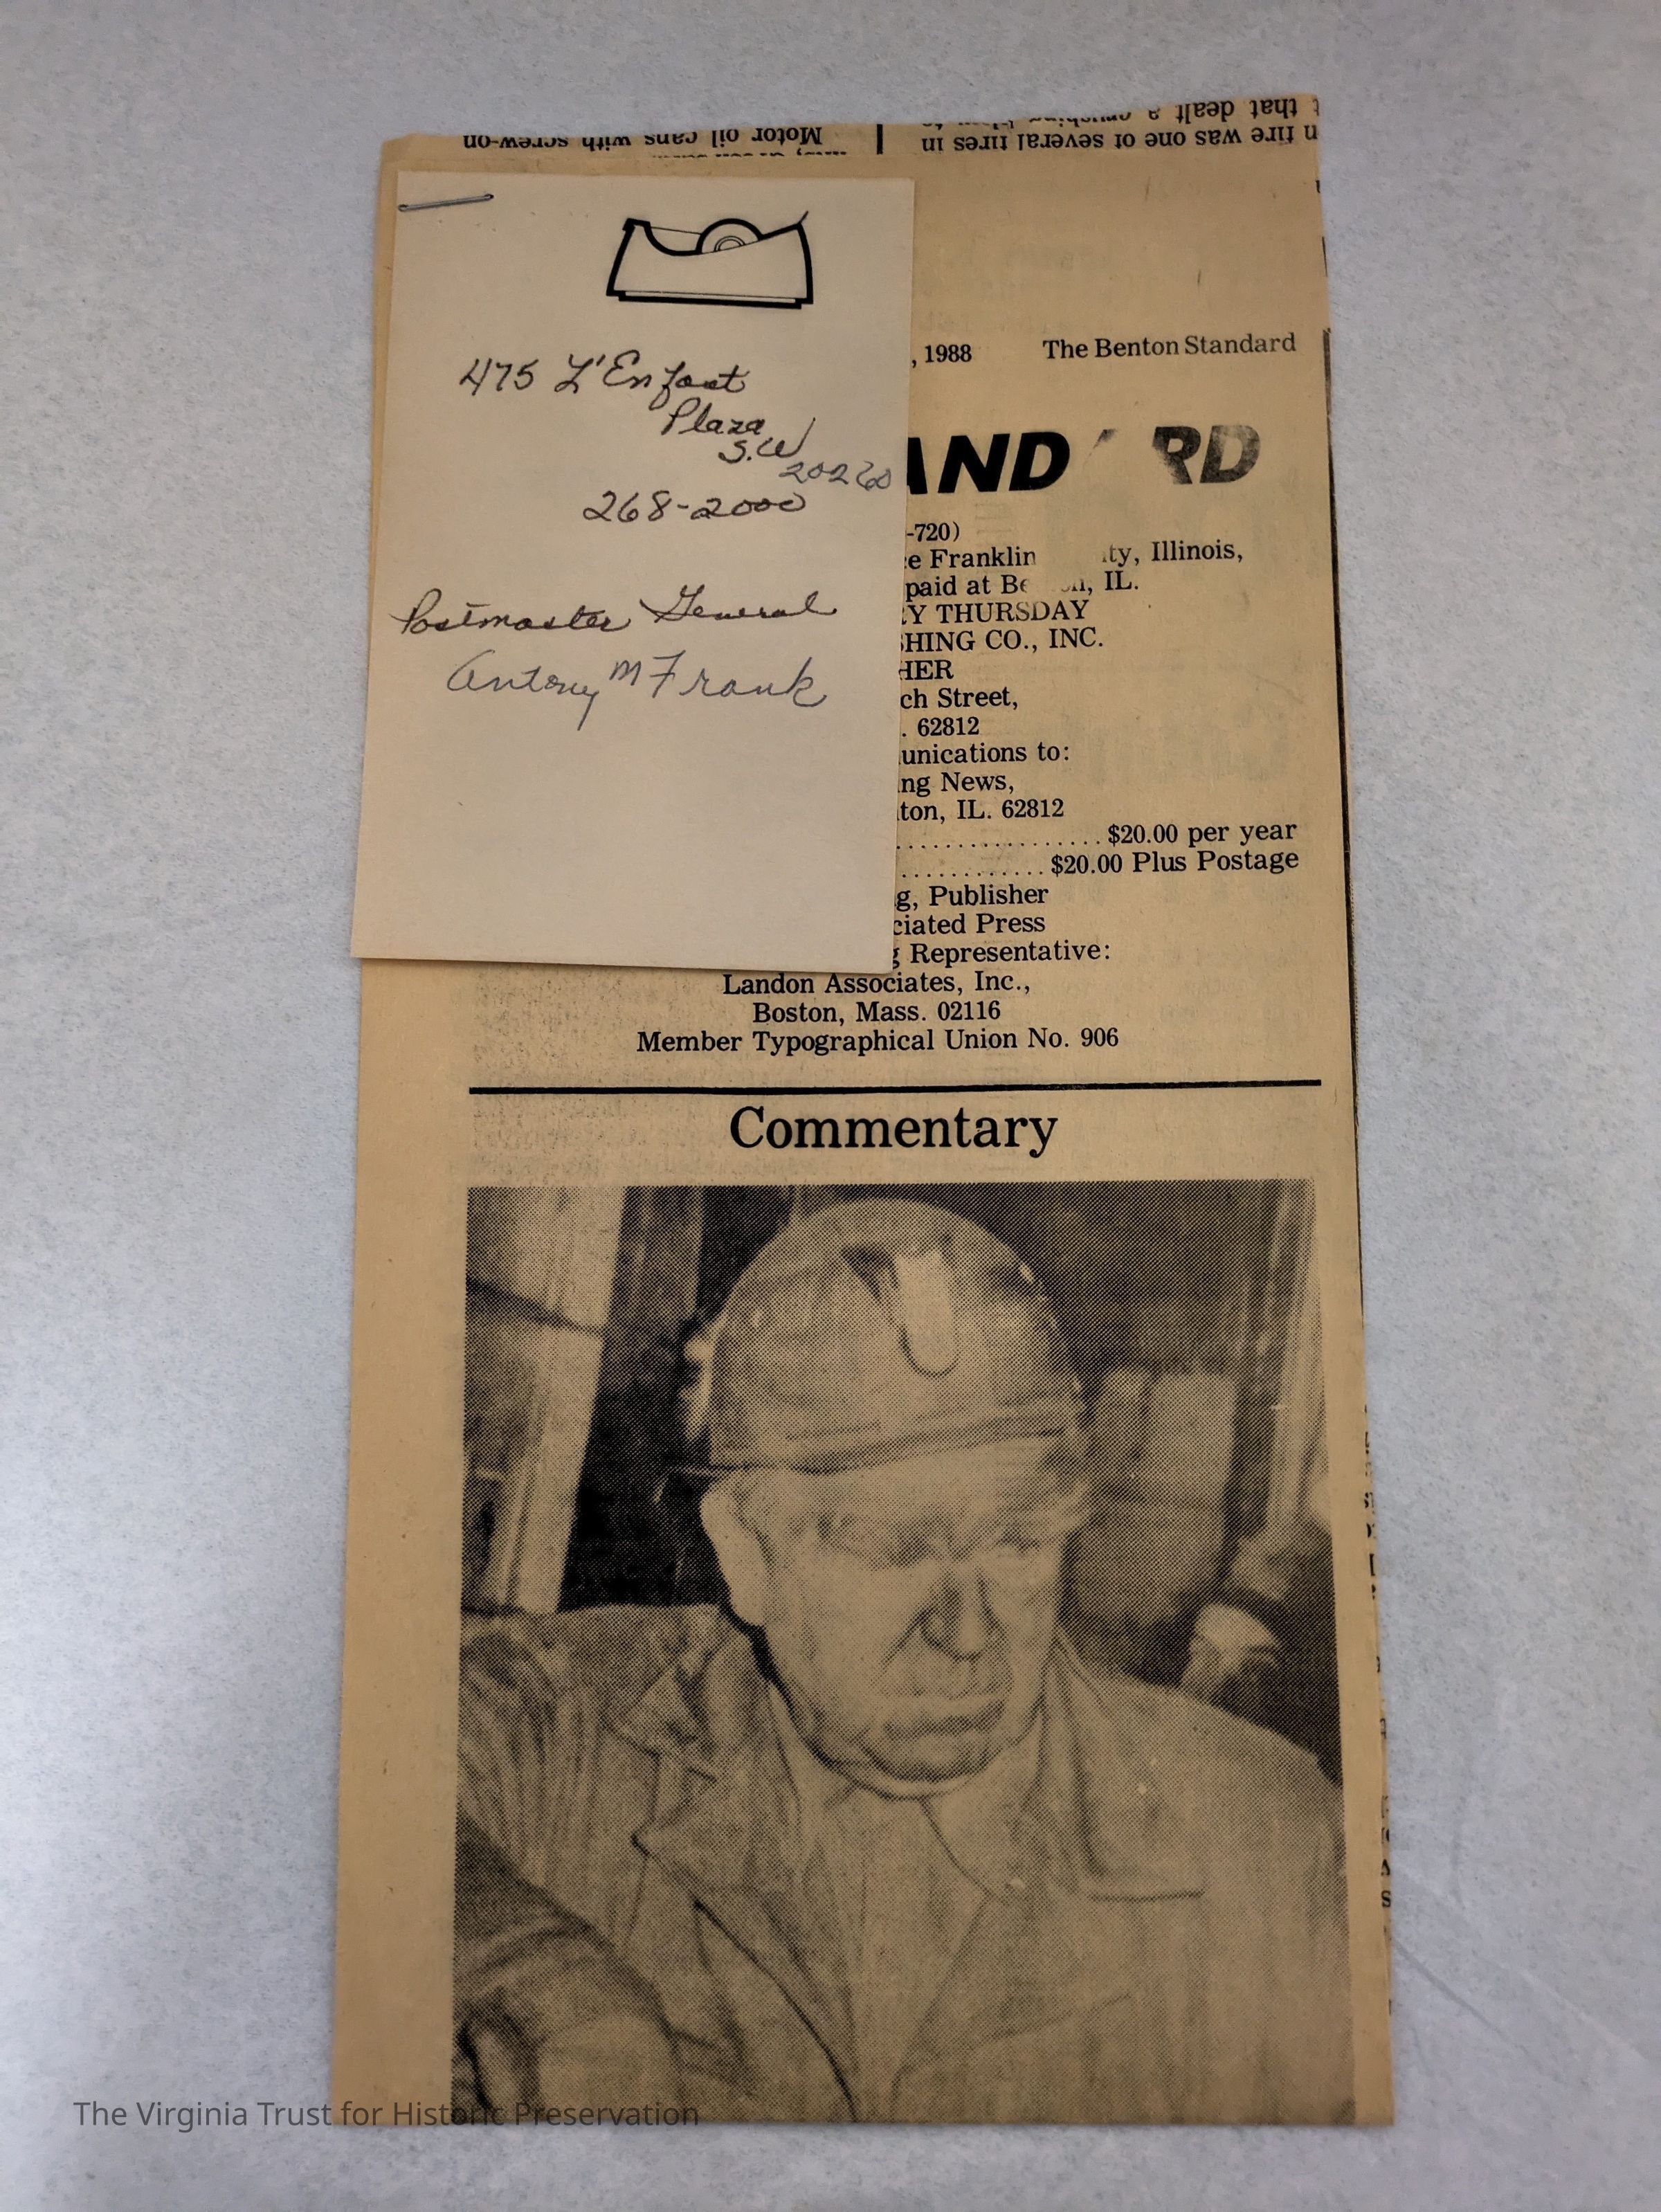 n fire was one of several fires in
t that dealt a
Motor oil cans with screw-on
475 L'Enfant
Plaza
S.W
20260
268-2000
Postmaster General
Antony M Frank
, 1988 The Benton Standard
AND RD
-720)
e Franklin ty, Illinois,
paid at Be n, IL.
RY THURSDAY
SHING CO., INC.
HER
ch Street,
. 62812
unications to:
ng News,
ton, IL. 62812
$20.00 per year
$20.00 Plus Postage
g, Publisher
ciated Press
g Representative:
Landon Associates, Inc.,
Boston, Mass. 02116
Member Typographical Union No. 906
Commentary
The Virginia Trust for Historic Preservation